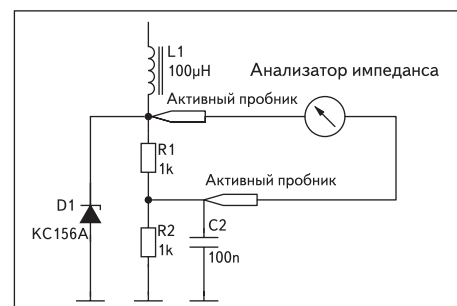 L1
100μH
Анализатор импеданса
Активный пробник
R1
1k
Активный пробник
D1
KC156A
R2
1k
C2
100n